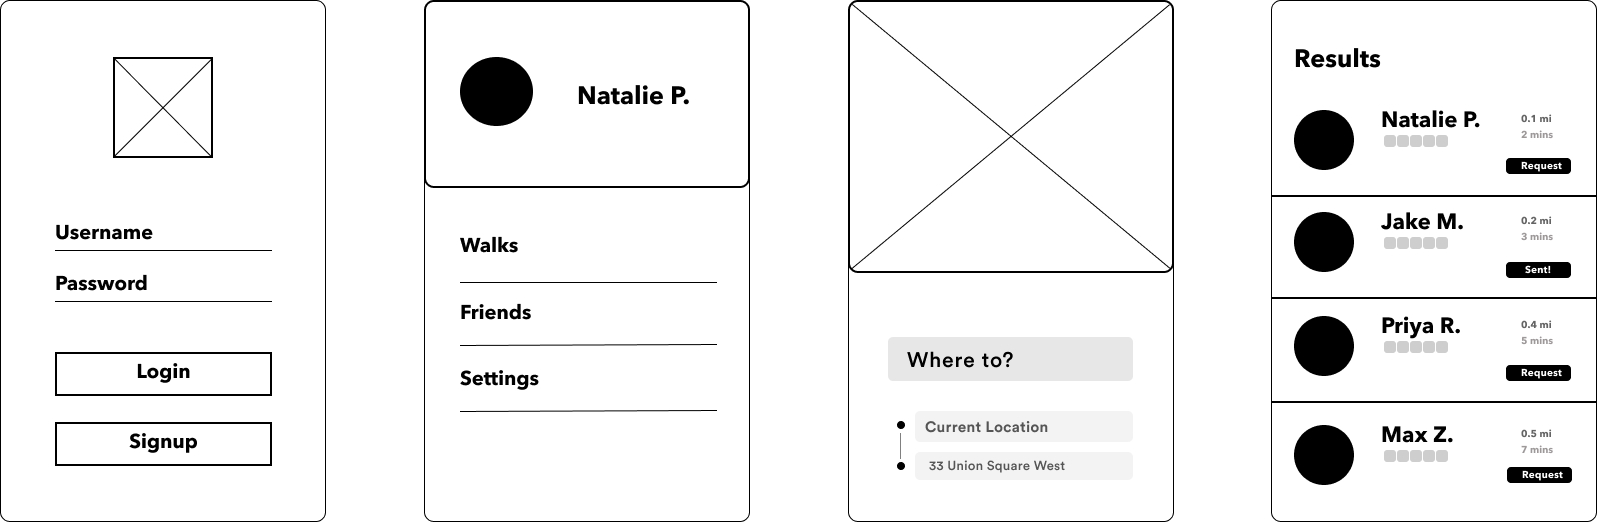 Username
Password
Login
Signup
Natalie P.
Walks
Friends
Settings
Where to?
Current Location
33 Union Square West
Results
Natalie P.
0.1 mi
2 mins
Request
Jake M.
0.2 mi
3 mins
Sent!
Priya R.
0.4 mi
5 mins
Request
Max Z.
0.5 mi
7 mins
Request